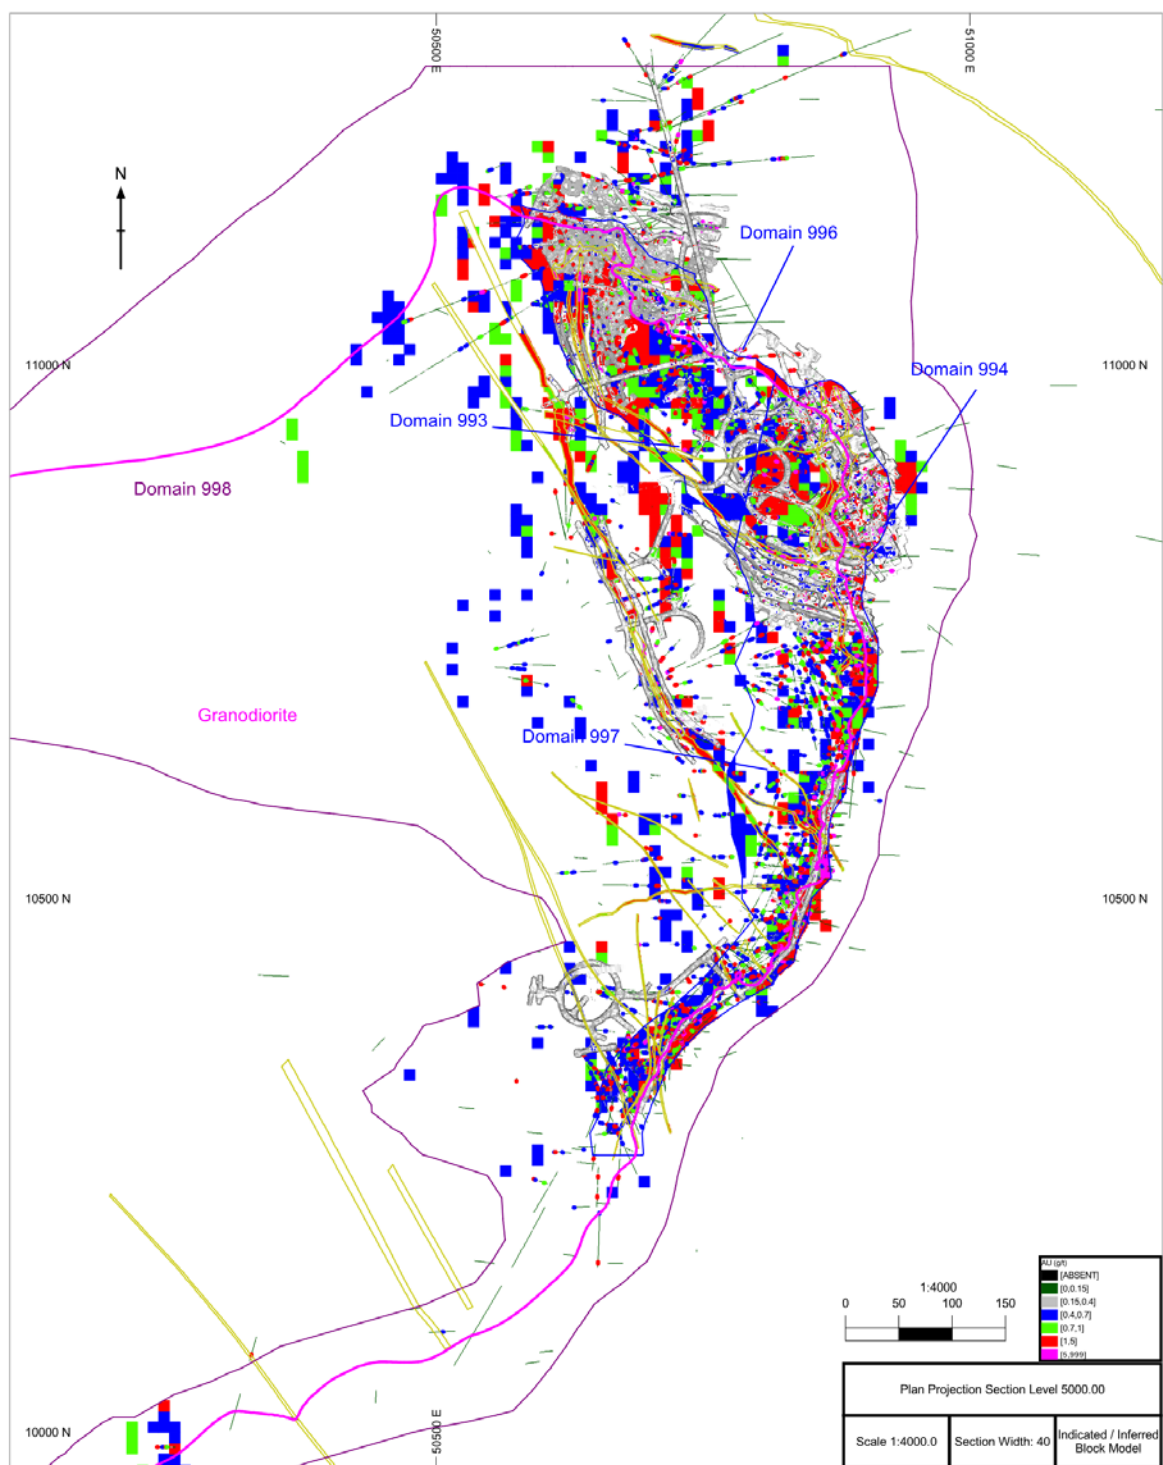 50500 E
51000 E
N
Domain 996
11000 N
11000 N
Domain 994
Domain 993
Domain 998
Granodiorite
Domain 997
10500 N
10500 N
AU (g/t)
[ABSENT]
[0,0.15]
[0.15,0.4]
[0.4,0.7]
[0.7,1]
[1,5]
[5,999]
1:4000
0 50 100 150
Plan Projection Section Level 5000.00
10000 N
50500 E
Scale 1:4000.0
Section Width: 40
Indicated / Inferred
Block Model